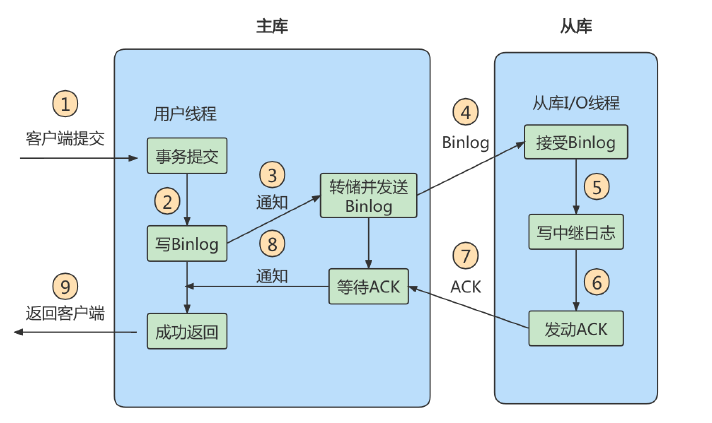 主库
从库
1
客户端提交
用户线程
事务提交
2
写Binlog
3
通知
转储并发送
Binlog
4
Binlog
从库I/O线程
接受Binlog
5
写中继日志
6
发动ACK
7
ACK
等待ACK
8
通知
成功返回
9
返回客户端